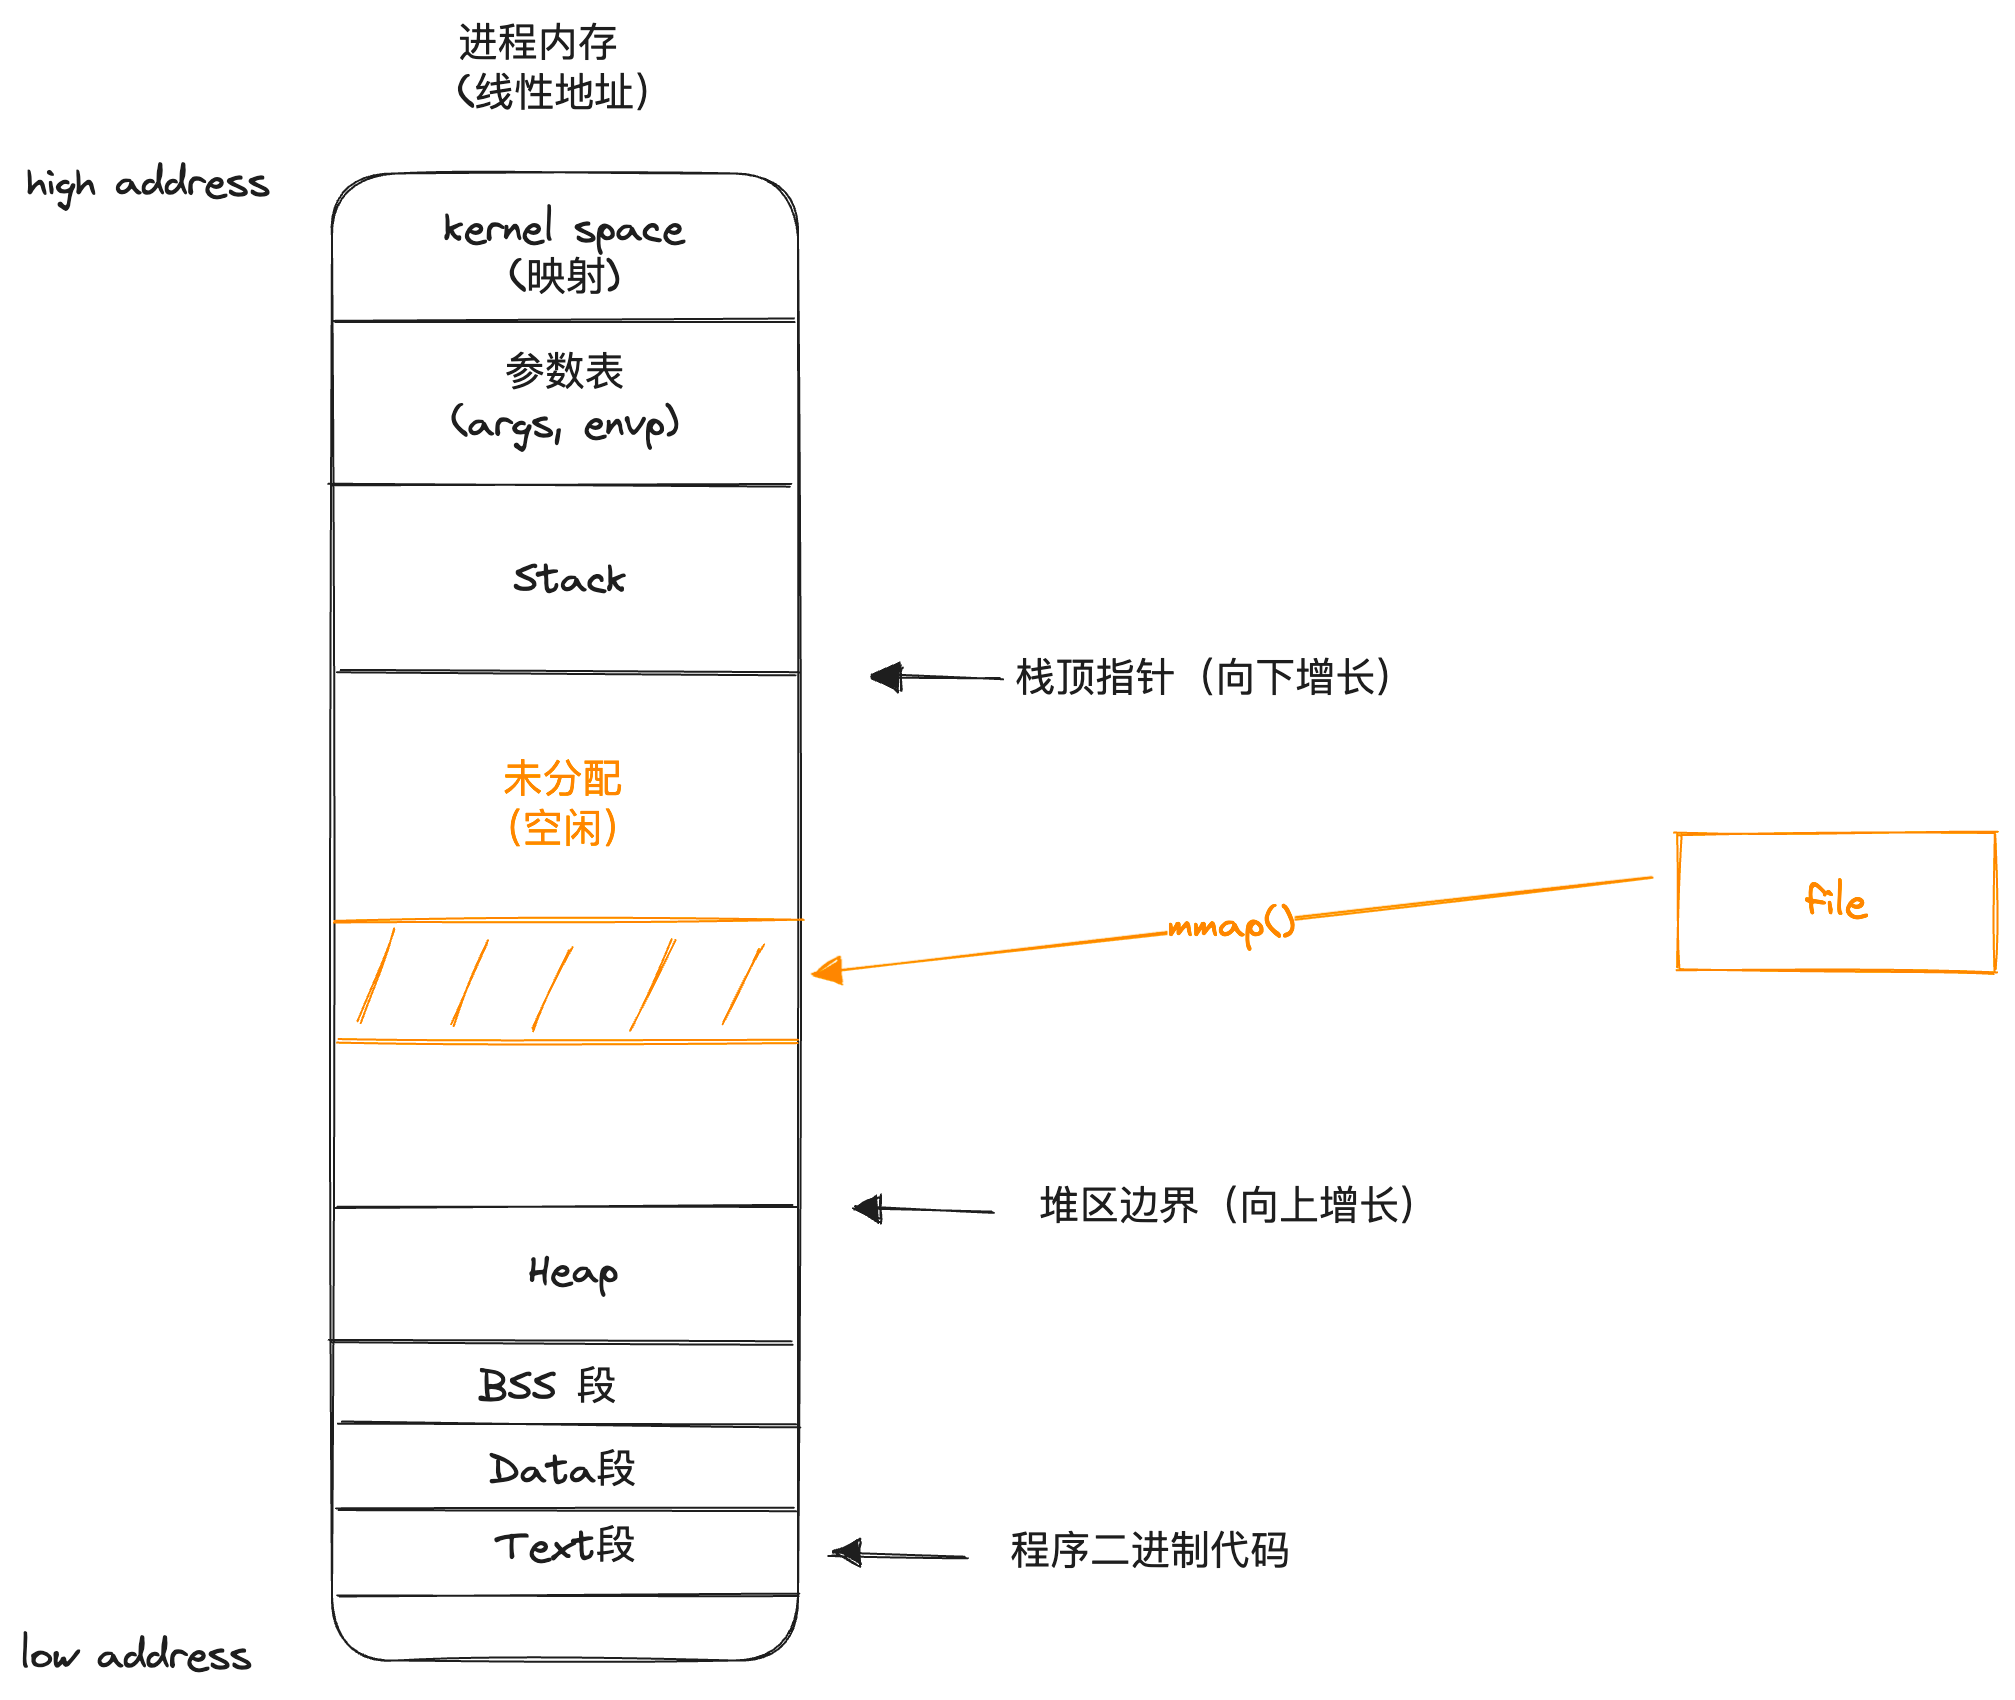 进程内存
（线性地址）
high address
kernel space
（映射）
参数表
(args, envp)
Stack
栈顶指针（向下增长）
未分配
（空闲）
file
mmap()
堆区边界（向上增长）
Heap
BSS 段
Data段
Text段
程序二进制代码
low address